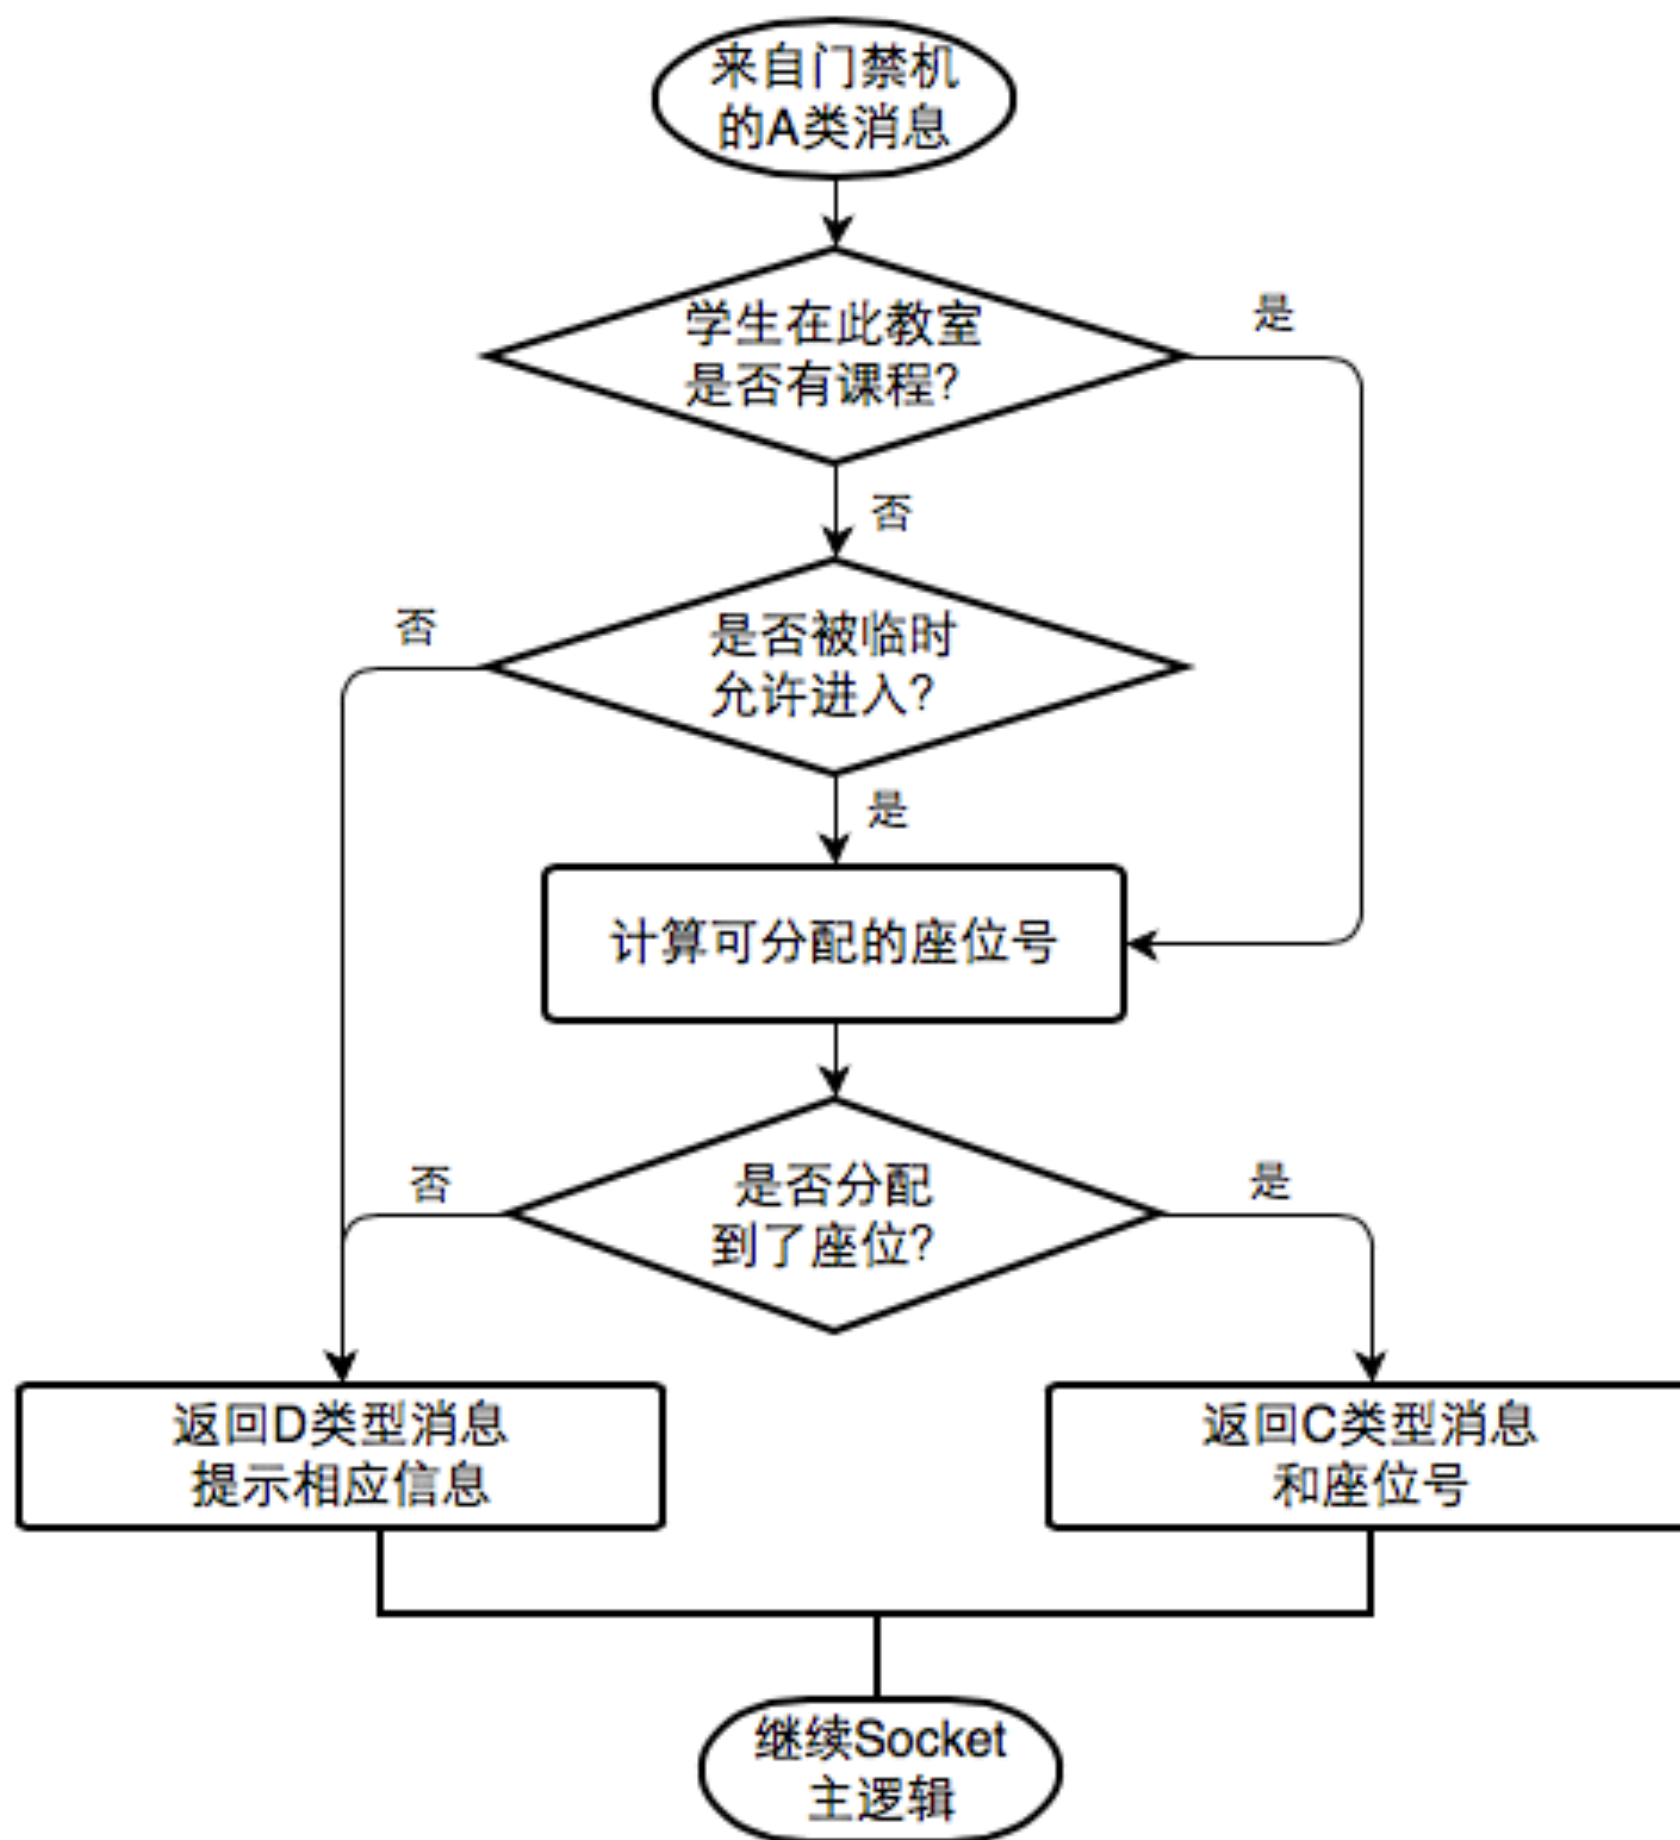 来自门禁机
的A类消息
学生在此教室
是否有课程?
是
否
是否被临时
允许进入?
否
是
计算可分配的座位号
是否分配
到了座位?
否
是
返回D类型消息
提示相应信息
返回C类型消息
和座位号
继续Socket
主逻辑